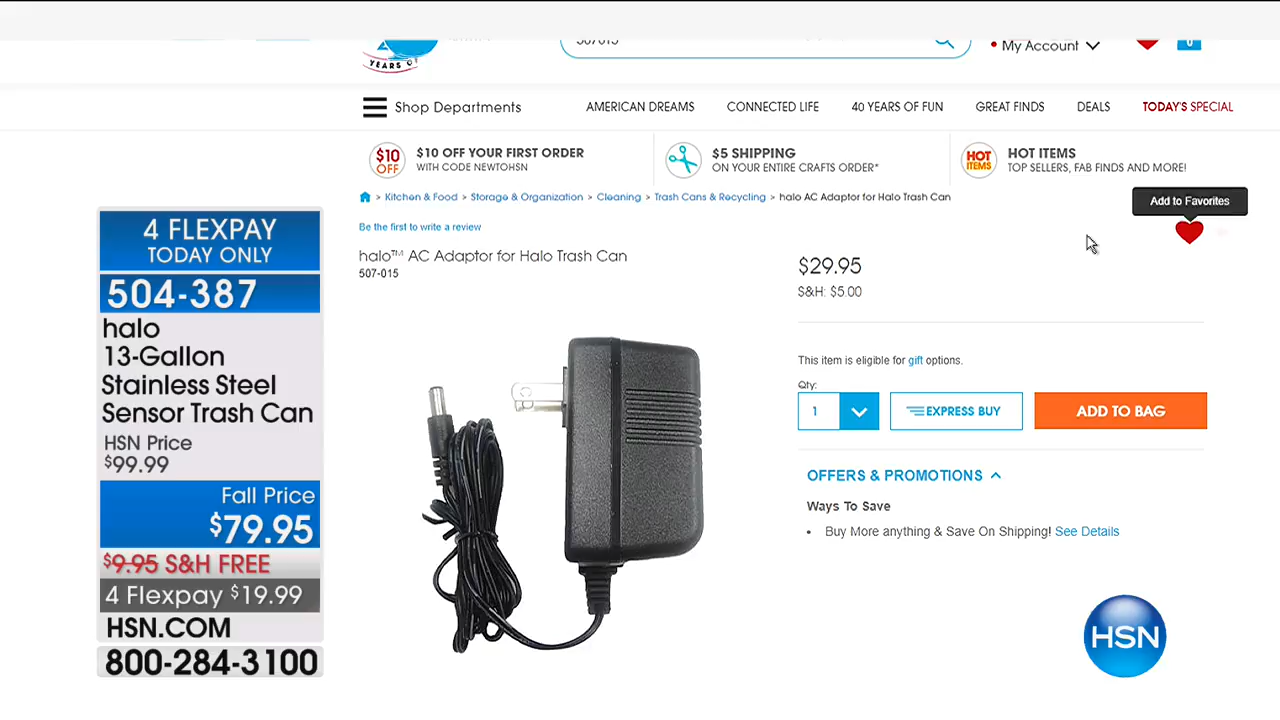 YEARS OF
My Account
0
Shop Departments
AMERICAN DREAMS
CONNECTED LIFE
40 YEARS OF FUN
GREAT FINDS
DEALS
TODAY'S SPECIAL
$10 OFF
$10 OFF YOUR FIRST ORDER
WITH CODE NEWTOHSN
$5 SHIPPING
ON YOUR ENTIRE CRAFTS ORDER*
HOT ITEMS
HOT ITEMS
TOP SELLERS, FAB FINDS AND MORE!
> Kitchen & Food > Storage & Organization > Cleaning > Trash Cans & Recycling > halo AC Adaptor for Halo Trash Can
Add to Favorites
Be the first to write a review
halo™ AC Adaptor for Halo Trash Can
507-015
$29.95
S&H: $5.00
This item is eligible for gift options.
Qty:
1
EXPRESS BUY
ADD TO BAG
OFFERS & PROMOTIONS
Ways To Save
• Buy More anything & Save On Shipping! See Details
4 FLEXPAY
TODAY ONLY
504-387
halo
13-Gallon
Stainless Steel
Sensor Trash Can
HSN Price
$99.99
Fall Price
$79.95
$9.95 S&H FREE
4 Flexpay $19.99
HSN.COM
800-284-3100
HSN